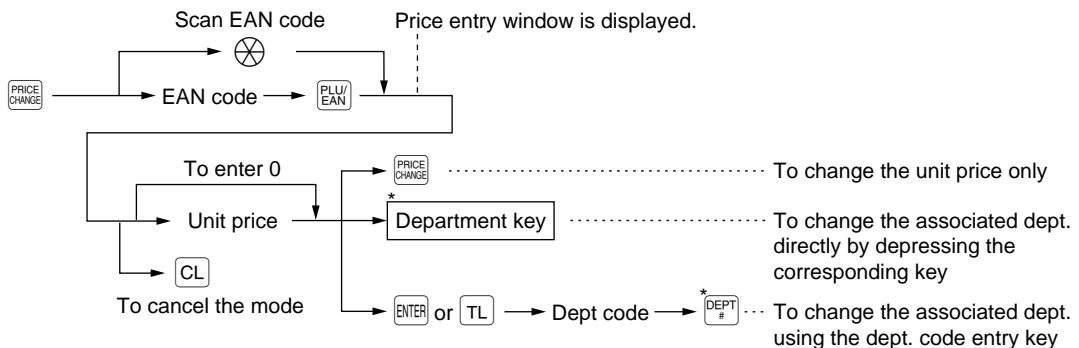 Scan EAN code
Price entry window is displayed.
PRICE
CHANGE
EAN code
PLU/
EAN
To enter 0
Unit price
PRICE
CHANGE
To change the unit price only
*
Department key
To change the associated dept.
directly by depressing the
corresponding key
CL
To cancel the mode
ENTER or TL
Dept code
*
DEPT
#
To change the associated dept.
using the dept. code entry key